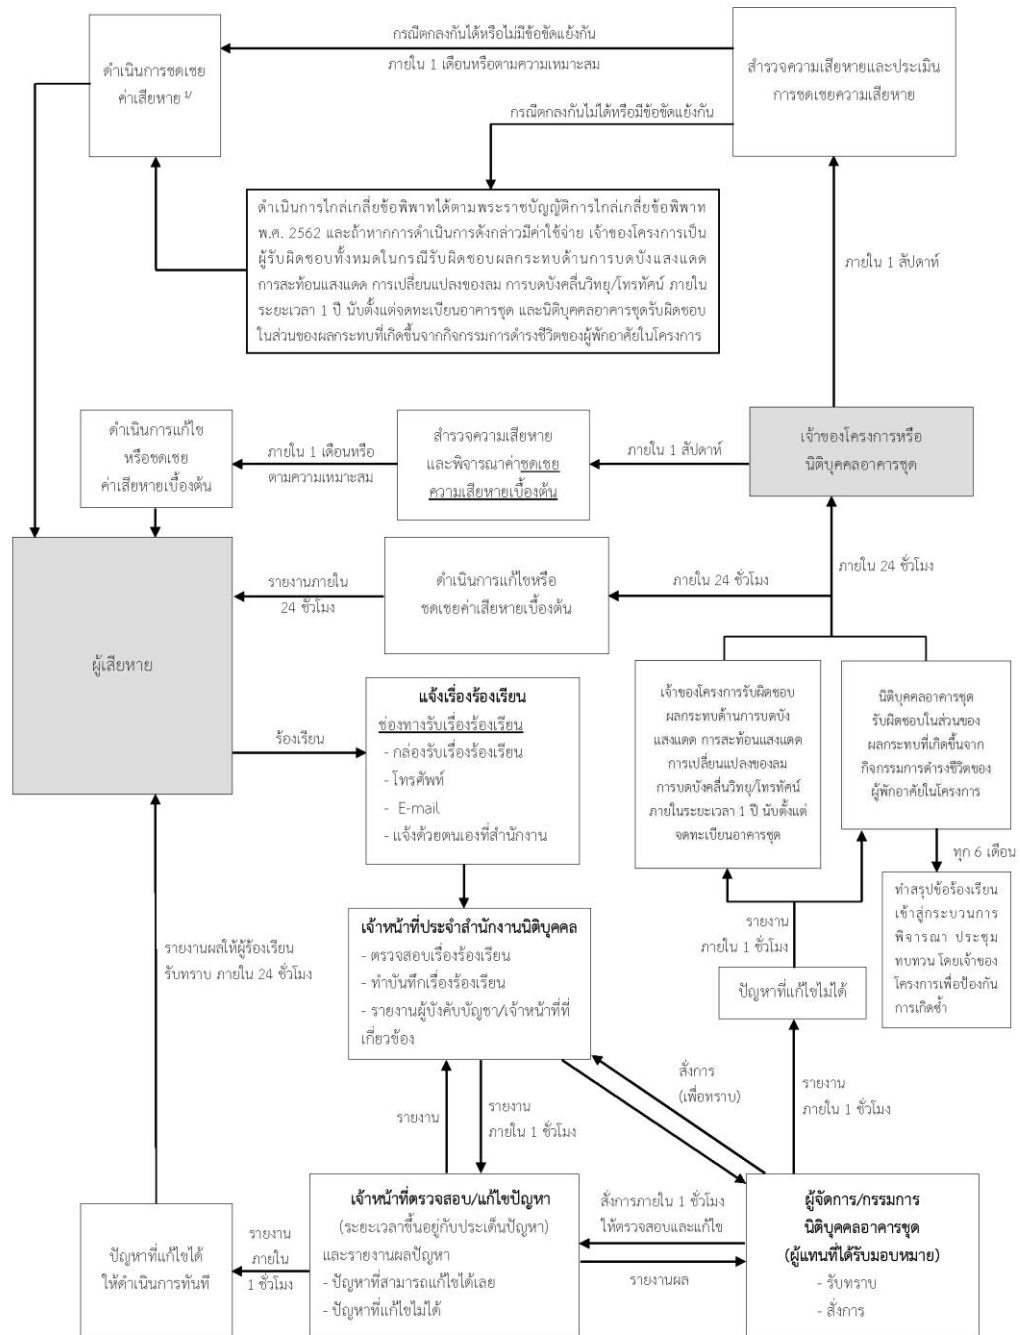 กรณีตกลงกันได้หรือไม่มีข้อขัดแย้งกัน
ภายใน 1 เดือนหรือตามความเหมาะสม
ดำเนินการชดเชย
ค่าเสียหาย 1/
สำรวจความเสียหายและประเมิน
การชดเชยความเสียหาย
กรณีตกลงกันไม่ได้หรือมีข้อขัดแย้งกัน
ดำเนินการไกล่เกลี่ยข้อพิพาทได้ตามพระราชบัญญัติการไกล่เกลี่ยข้อพิพาท
พ.ศ. 2562 และถ้าหากการดำเนินการดังกล่าวมีค่าใช้จ่าย เจ้าของโครงการเป็น
ผู้รับผิดชอบทั้งหมดในกรณีรับผิดชอบผลกระทบด้านการบดบังแสงแดด
การสะท้อนแสงแดด การเปลี่ยนแปลงของลม การบดบังคลื่นวิทยุ/โทรทัศน์ ภายใน
ระยะเวลา 1 ปี นับตั้งแต่จดทะเบียนอาคารชุด และนิติบุคคลอาคารชุดรับผิดชอบ
ในส่วนของผลกระทบที่เกิดขึ้นจากกิจกรรมการดำรงชีวิตของผู้พักอาศัยในโครงการ
ภายใน 1 สัปดาห์
ดำเนินการแก้ไข
หรือชดเชย
ค่าเสียหายเบื้องต้น
ภายใน 1 เดือนหรือ
ตามความเหมาะสม
สำรวจความเสียหาย
และพิจารณาค่าชดเชย
ความเสียหายเบื้องต้น
ภายใน 1 สัปดาห์
เจ้าของโครงการหรือ
นิติบุคคลอาคารชุด
ผู้เสียหาย
รายงานภายใน
24 ชั่วโมง
ดำเนินการแก้ไขหรือ
ชดเชยค่าเสียหายเบื้องต้น
ภายใน 24 ชั่วโมง
ภายใน 24 ชั่วโมง
ร้องเรียน
แจ้งเรื่องร้องเรียน
ช่องทางรับเรื่องร้องเรียน
- กล่องรับเรื่องร้องเรียน
- โทรศัพท์
- E-mail
- แจ้งด้วยตนเองที่สำนักงาน
เจ้าของโครงการรับผิดชอบ
ผลกระทบด้านการบดบัง
แสงแดด การสะท้อนแสงแดด
การเปลี่ยนแปลงของลม
การบดบังคลื่นวิทยุ/โทรทัศน์
ภายในระยะเวลา 1 ปี นับตั้งแต่
จดทะเบียนอาคารชุด
นิติบุคคลอาคารชุด
รับผิดชอบในส่วนของ
ผลกระทบที่เกิดขึ้นจาก
กิจกรรมการดำรงชีวิตของ
ผู้พักอาศัยในโครงการ
ทุก 6 เดือน
ทำสรุปข้อร้องเรียน
เข้าสู่กระบวนการ
พิจารณา ประชุม
ทบทวน โดยเจ้าของ
โครงการเพื่อป้องกัน
การเกิดซ้ำ
รายงาน
ภายใน 1 ชั่วโมง
ปัญหาที่แก้ไขไม่ได้
รายงานผลให้ผู้ร้องเรียน
รับทราบ ภายใน 24 ชั่วโมง
เจ้าหน้าที่ประจำสำนักงานนิติบุคคล
- ตรวจสอบเรื่องร้องเรียน
- ทำบันทึกเรื่องร้องเรียน
- รายงานผู้บังคับบัญชา/เจ้าหน้าที่ที่
เกี่ยวข้อง
รายงาน
รายงาน
ภายใน 1 ชั่วโมง
สั่งการ
(เพื่อทราบ)
รายงาน
ภายใน 1 ชั่วโมง
ปัญหาที่แก้ไขได้
ให้ดำเนินการทันที
รายงาน
ภายใน
1 ชั่วโมง
เจ้าหน้าที่ตรวจสอบ/แก้ไขปัญหา
(ระยะเวลาขึ้นอยู่กับประเด็นปัญหา)
และรายงานผลปัญหา
- ปัญหาที่สามารถแก้ไขได้เลย
- ปัญหาที่แก้ไขไม่ได้
สั่งการภายใน 1 ชั่วโมง
ให้ตรวจสอบและแก้ไข
รายงานผล
ผู้จัดการ/กรรมการ
นิติบุคคลอาคารชุด
(ผู้แทนที่ได้รับมอบหมาย)
- รับทราบ
- สั่งการ